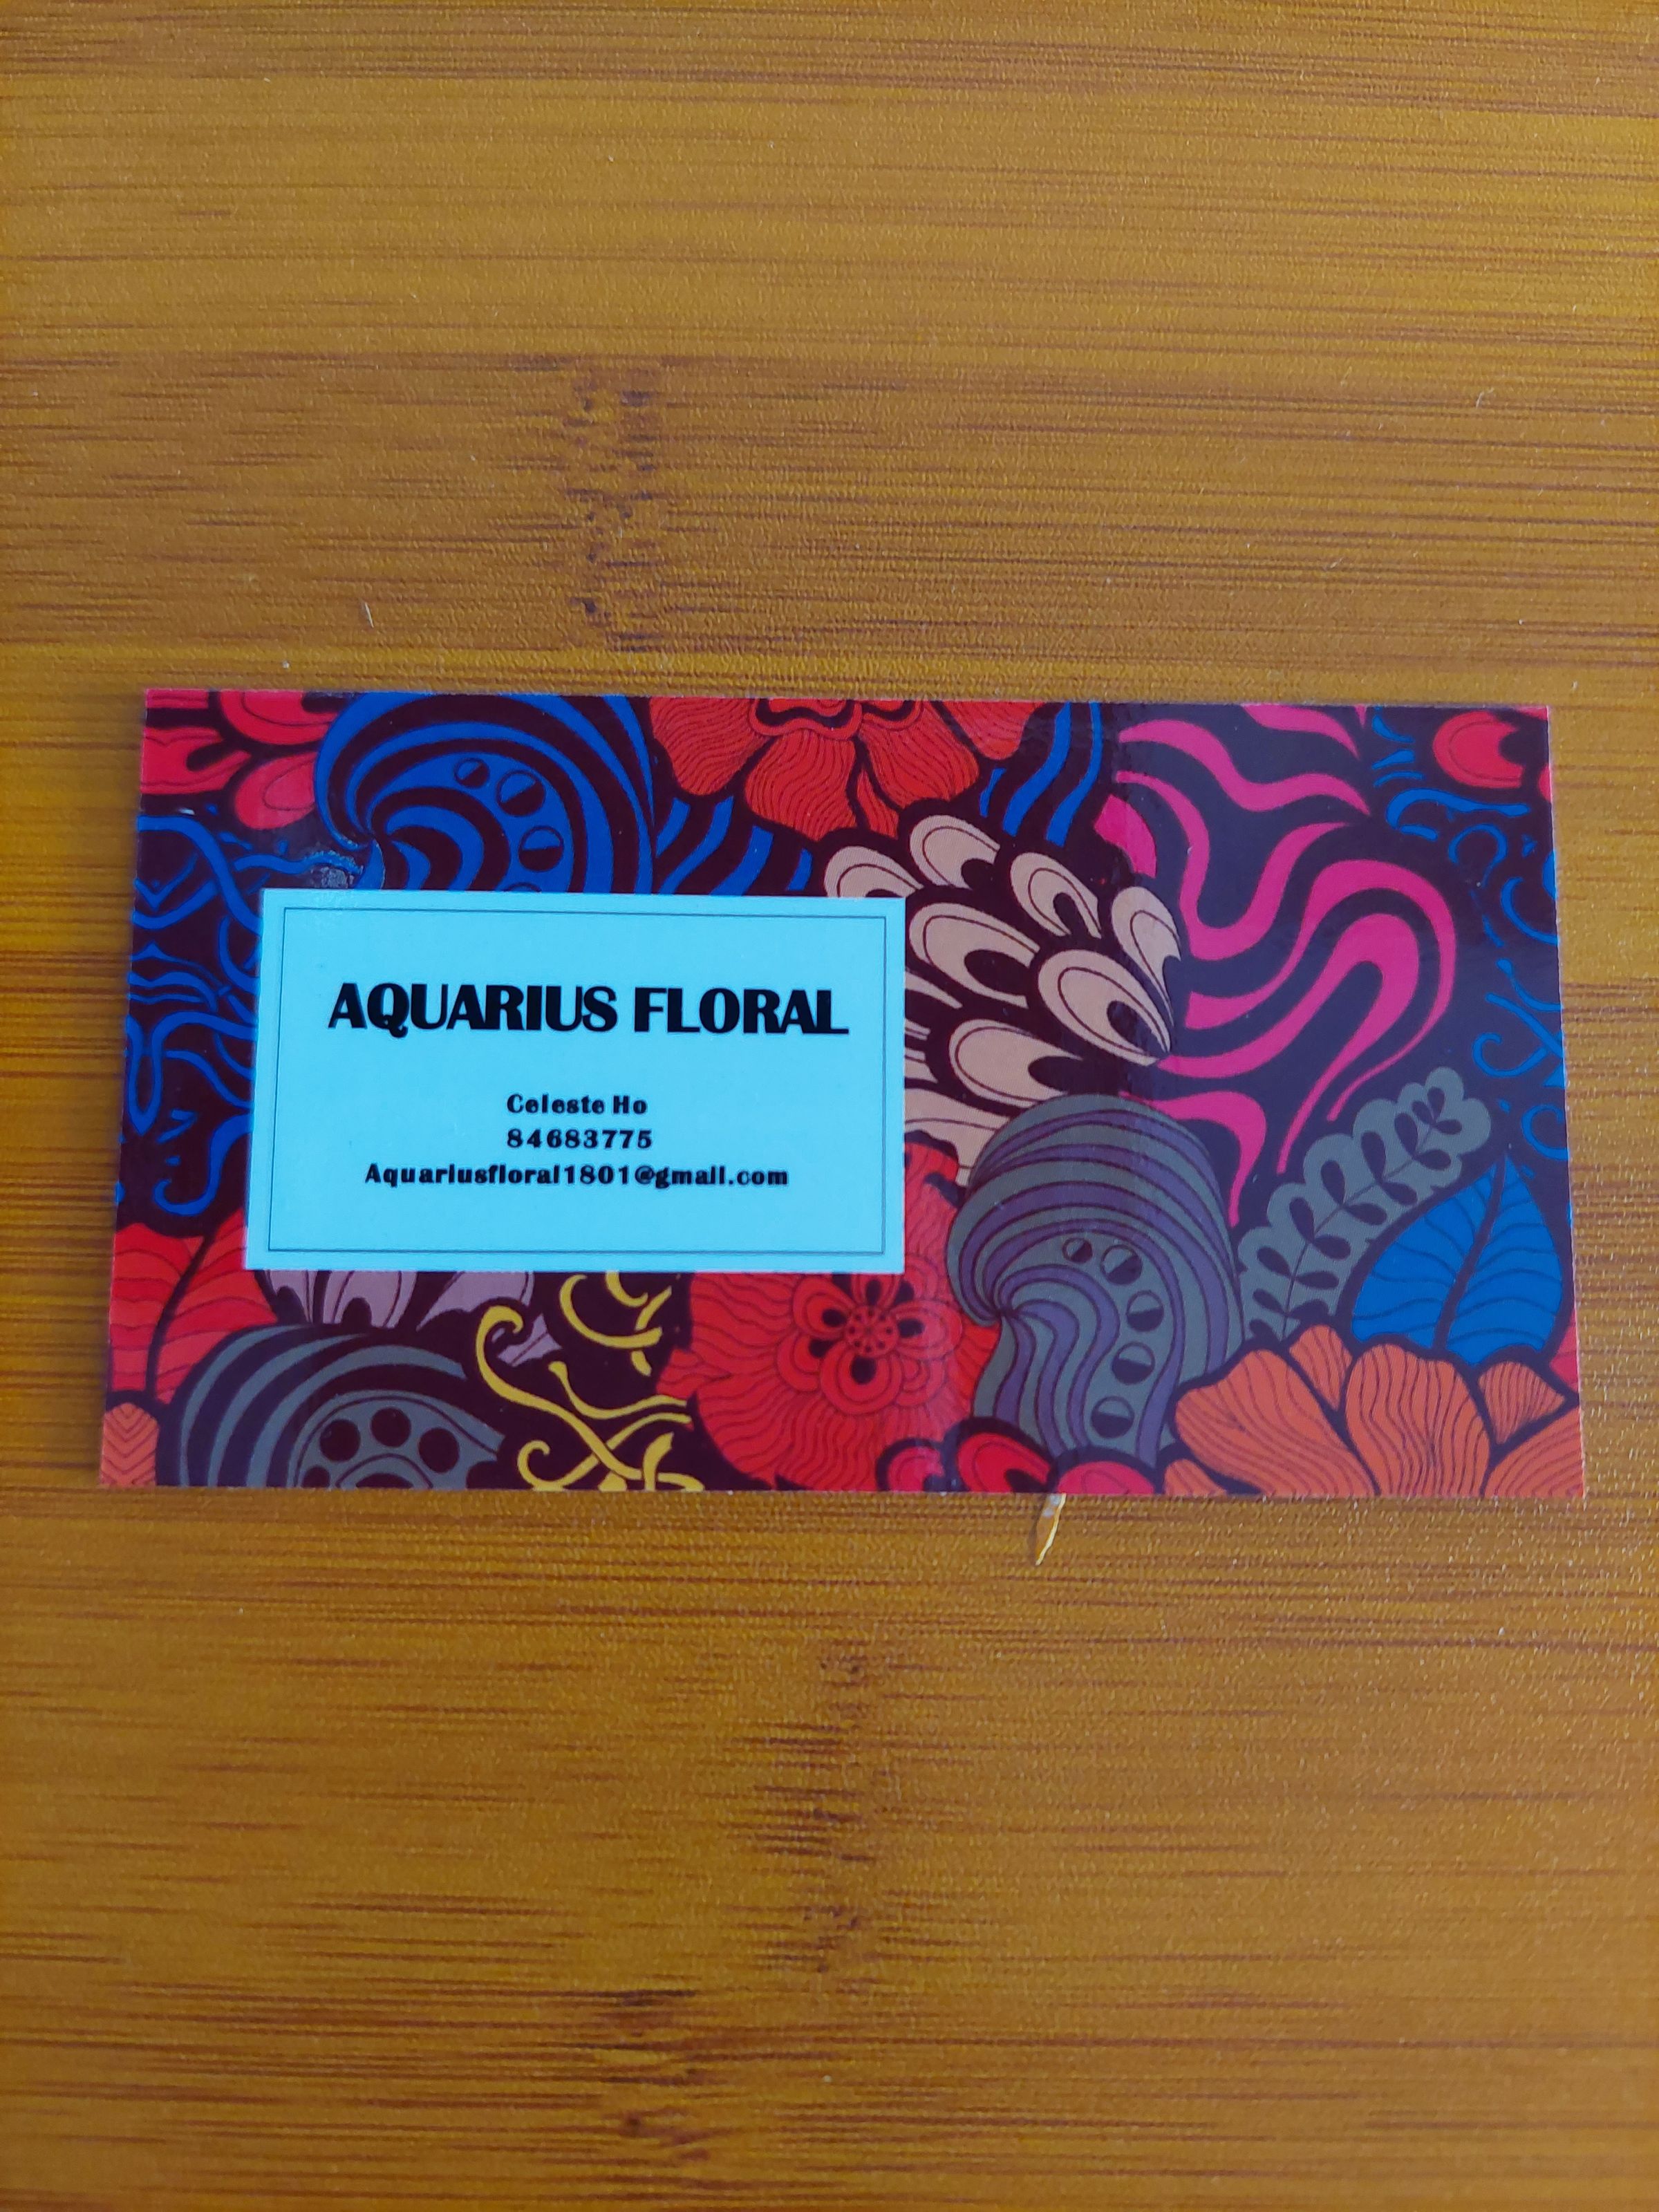 AQUARIUS FLORAL
Celeste Ho
84683775
Aquariusfloral1801@gmail.com